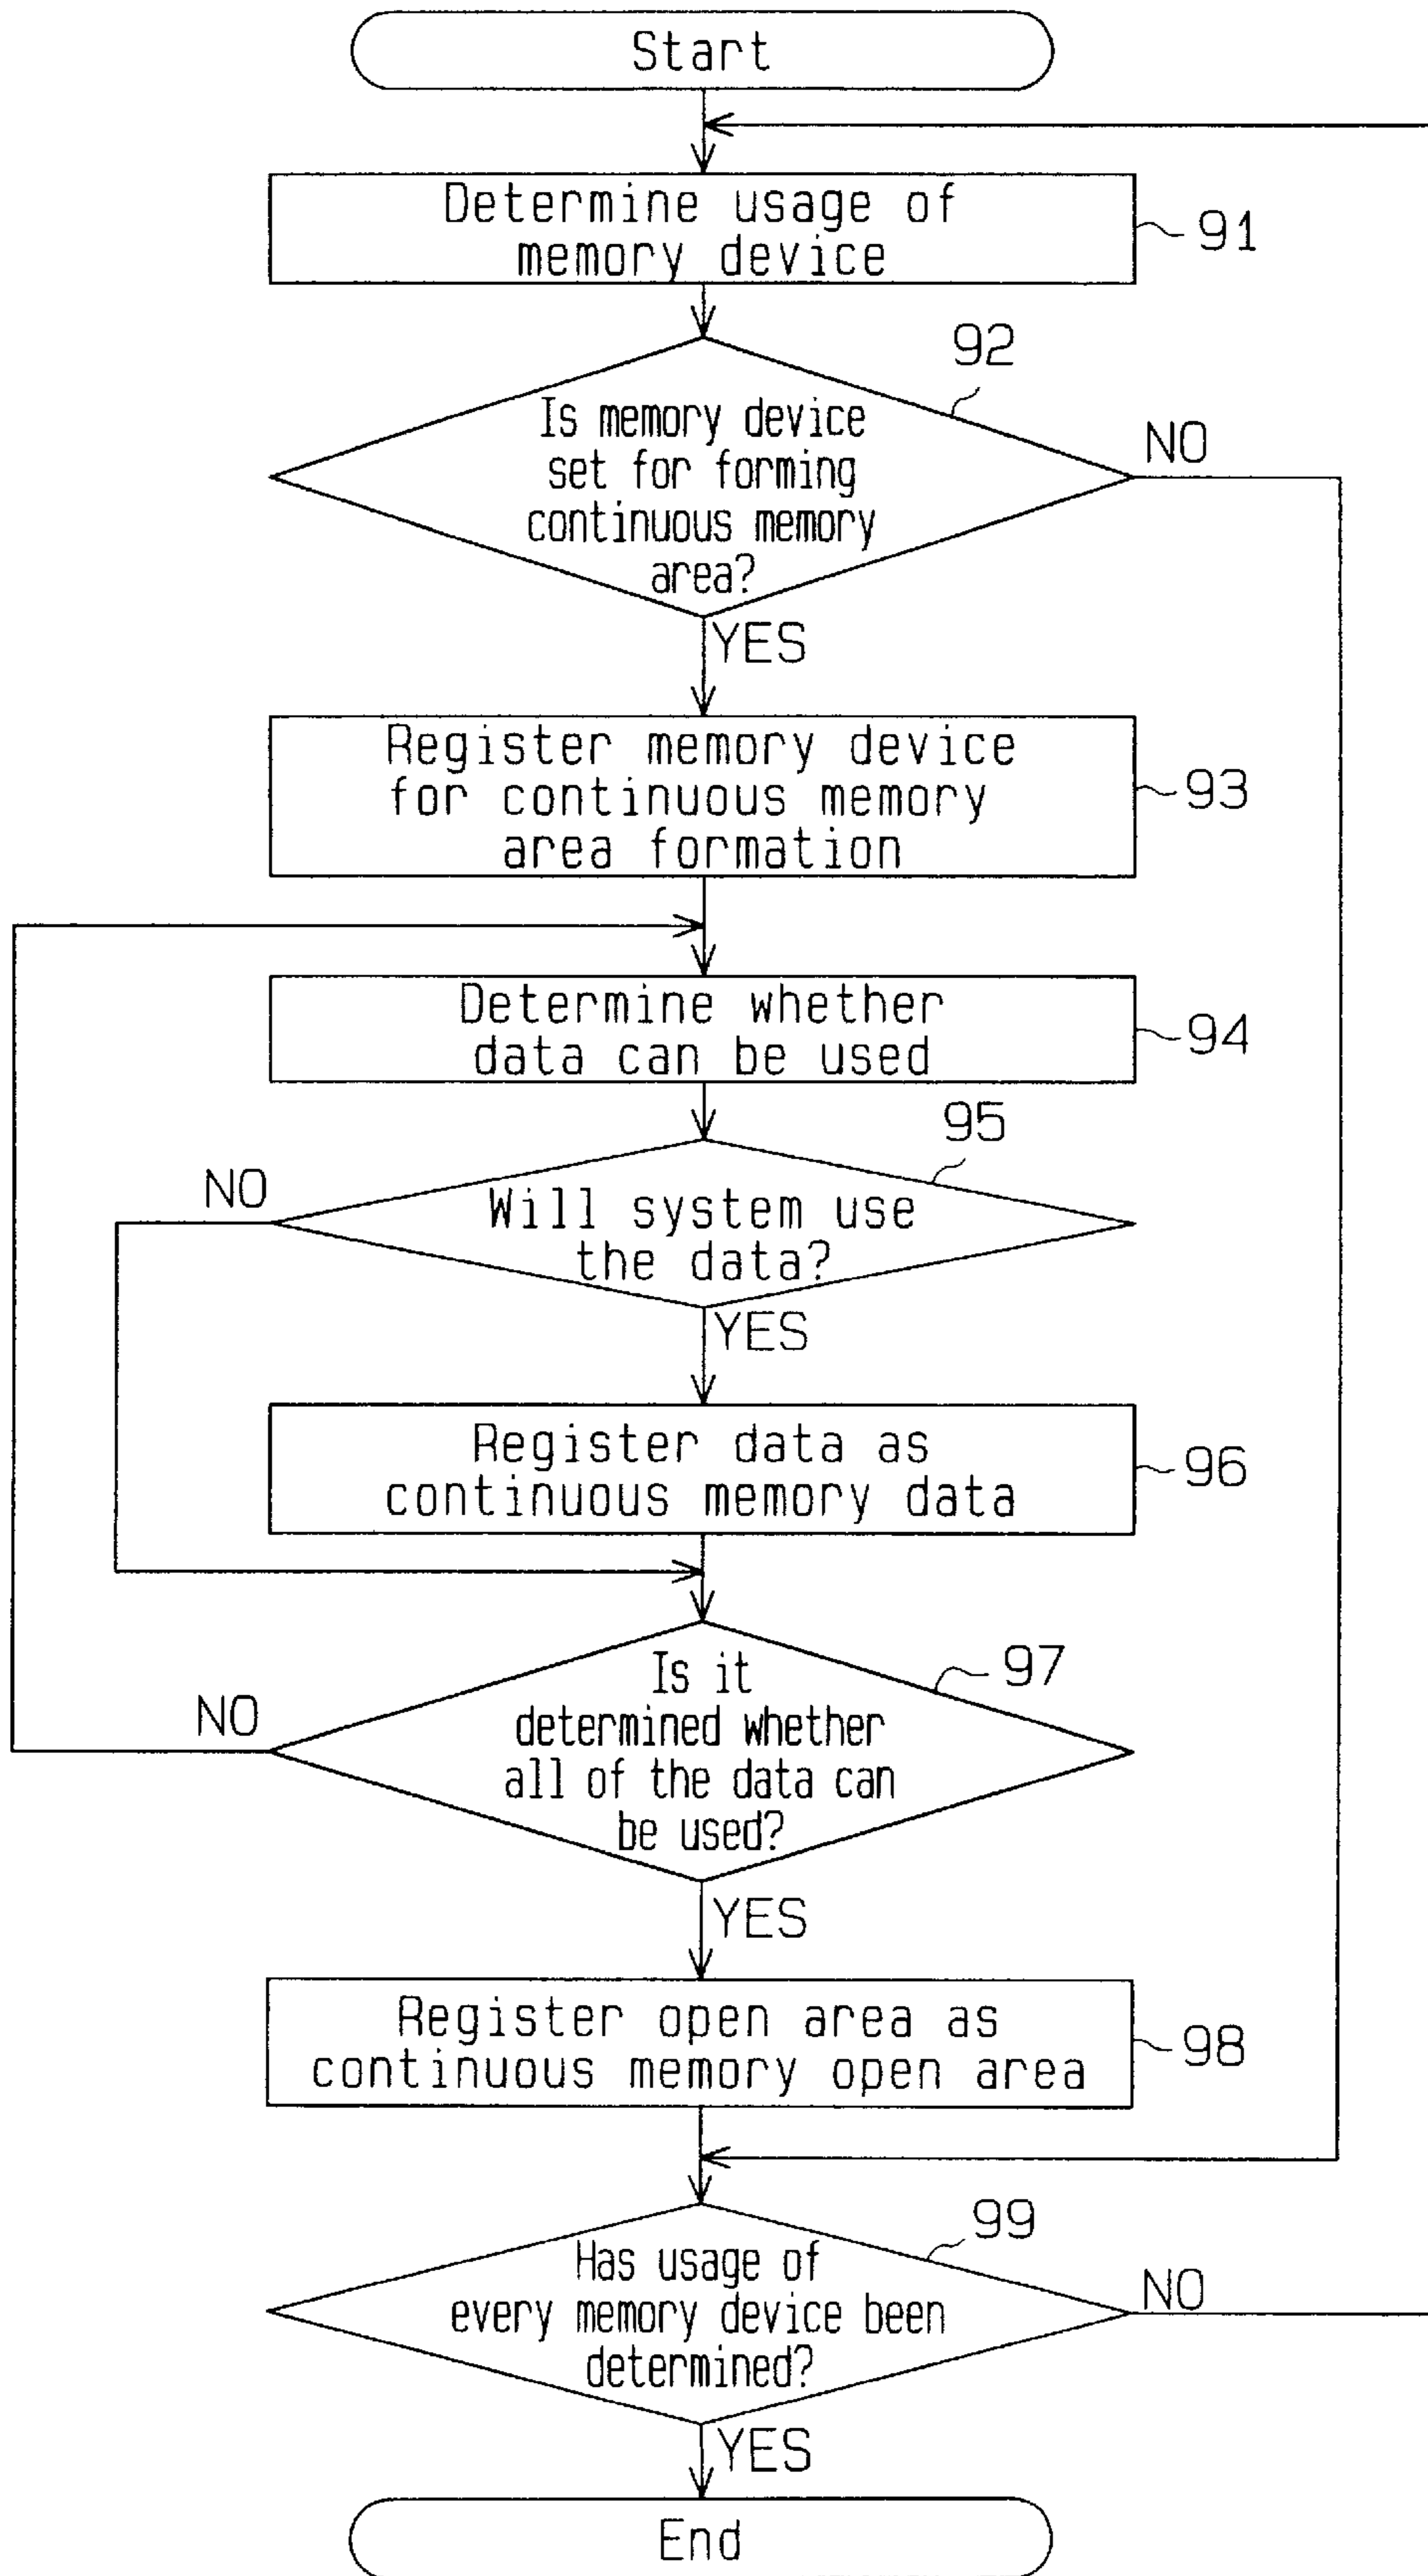 Start
Determine usage of
memory device
91
92
Is memory device
set for forming
continuous memory
area?
NO
YES
Register memory device
for continuous memory
area formation
93
Determine whether
data can be used
94
95
NO
Will system use
the data?
YES
Register data as
continuous memory data
96
97
Is it
determined whether
all of the data can
be used?
NO
YES
Register open area as
continuous memory open area
98
99
Has usage of
every memory device been
determined?
NO
YES
End